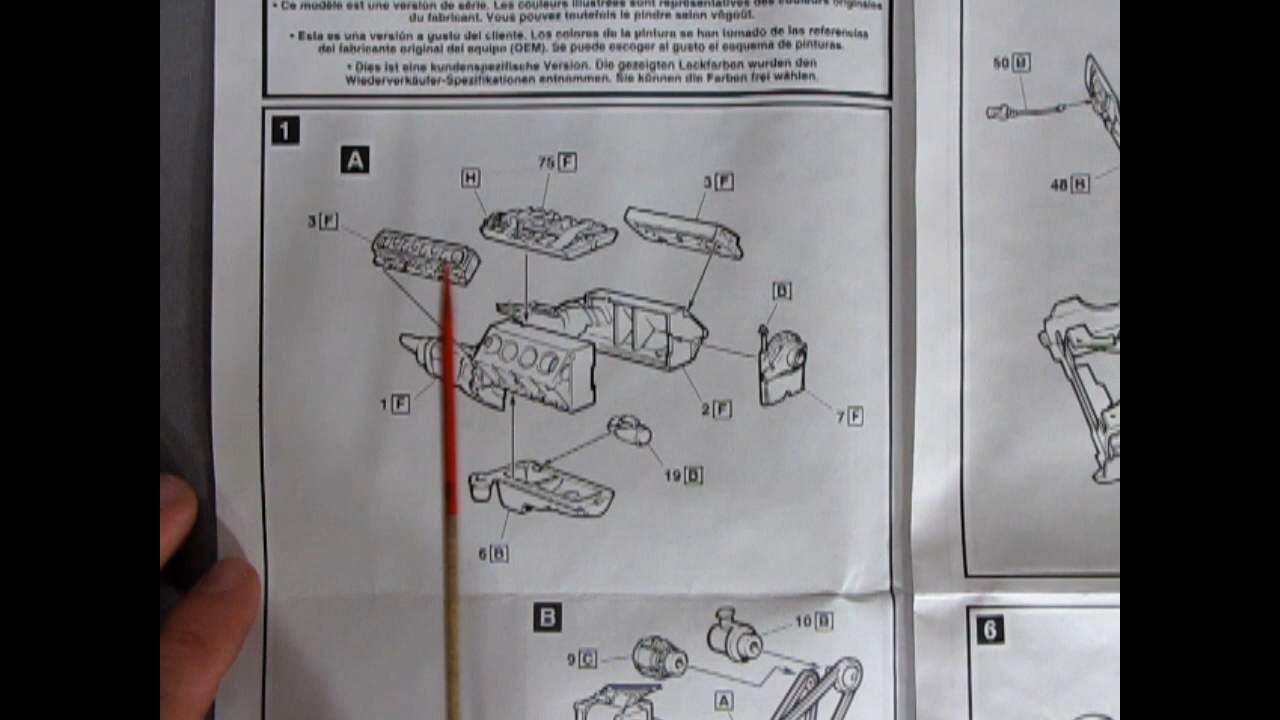 • Ce modèle est une version de série. Les couleurs illustrées sont représentatives des couleurs originales
du fabricant. Vous pouvez toutefois le pindre selon vôgoût.
• Esta es una versión a gusto del cliente. Los colores de la pintura se han tomado de las referencias
del fabricante original del equipo (OEM). Se puede escoger al gusto el esquema de pinturas.
• Dies ist eine kundenspezifische Version. Die gezeigten Lackfarben wurden den
Wiederverkäufer-Spezifikationen entnommen. Sie können die Farben frei wählen.
1
A
75 F
H
3 F
3 F
B
1 F
2 F
7 F
19 B
6 B
B
10 B
9 C
A
50 B
48 B
6